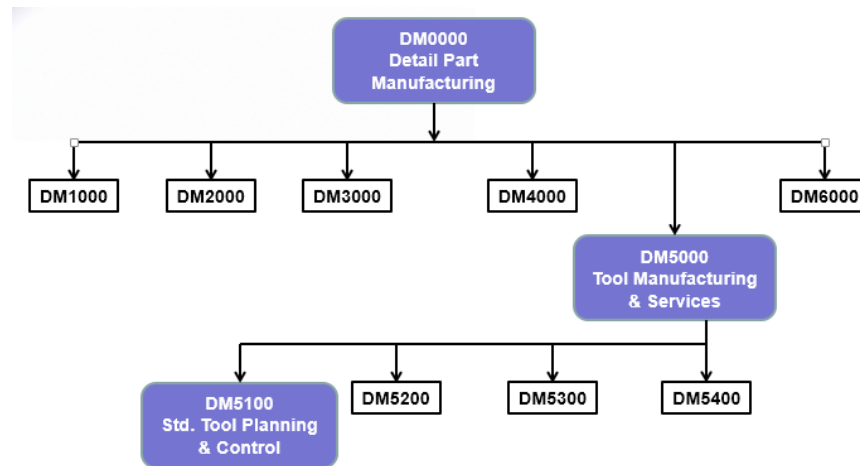 DM0000
Detail Part
Manufacturing
DM1000
DM2000
DM3000
DM4000
DM6000
DM5000
Tool Manufacturing
& Services
DM5100
Std. Tool Planning
& Control
DM5200
DM5300
DM5400